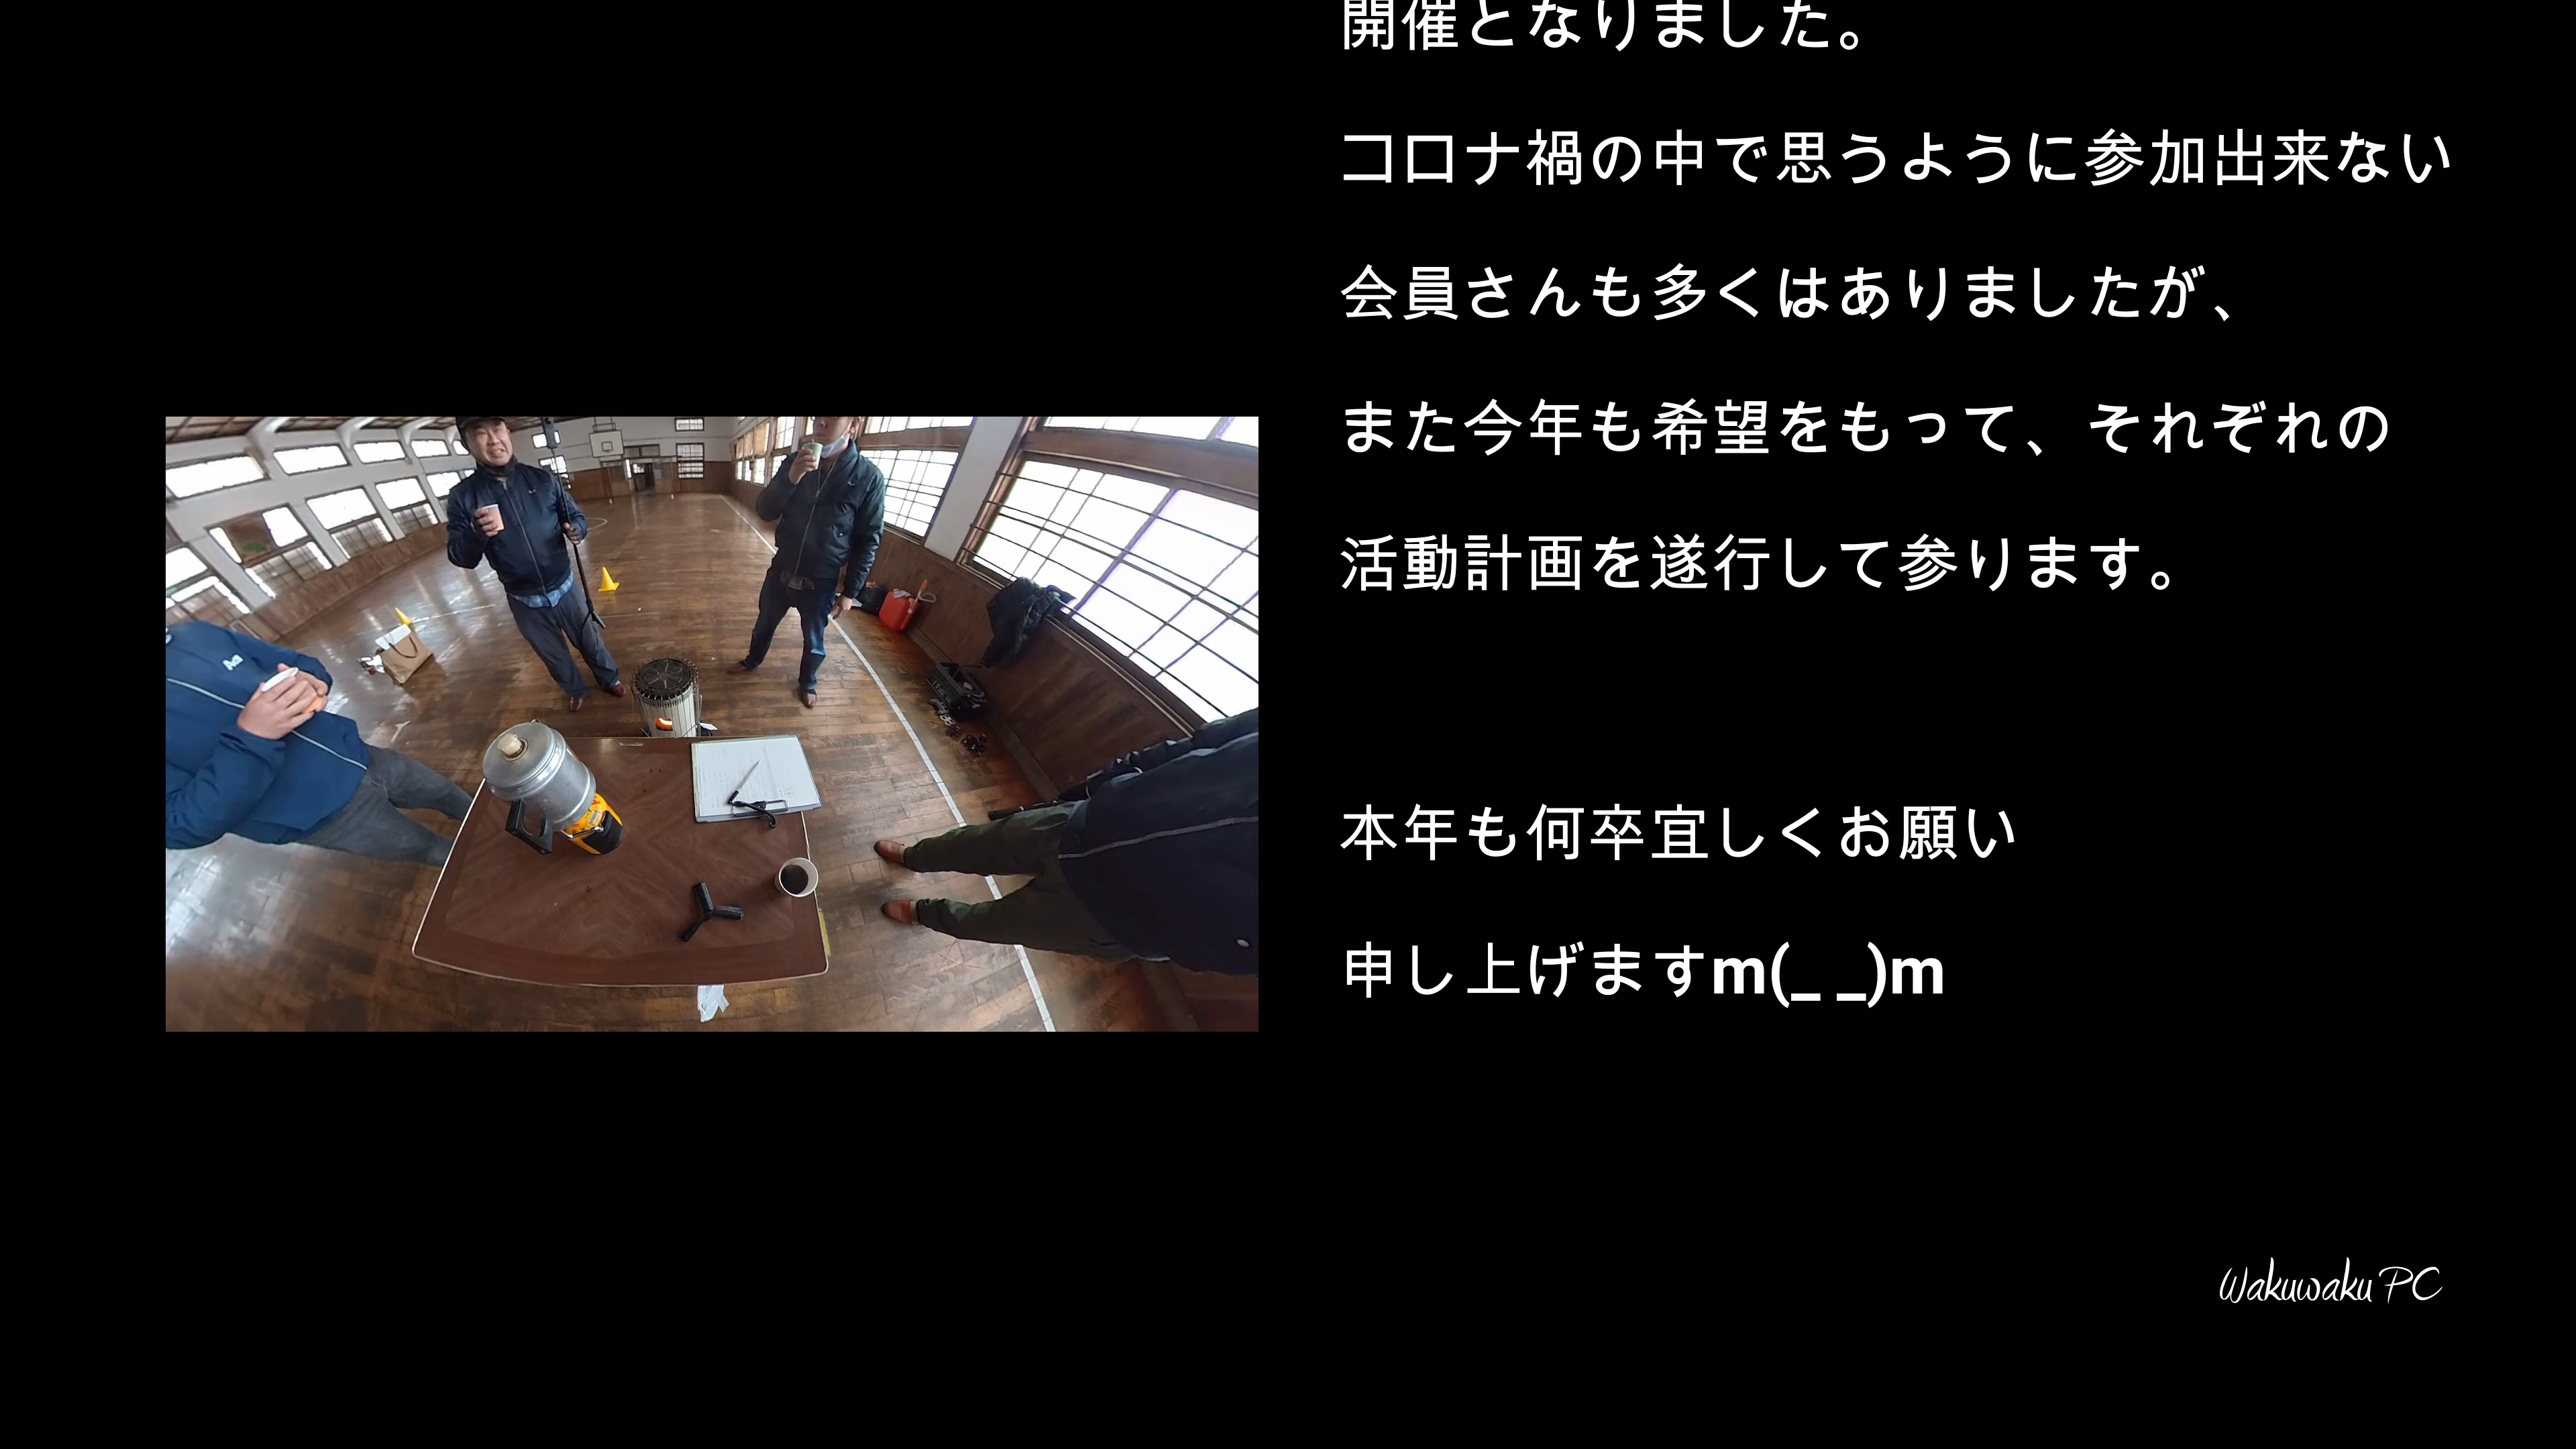 開催となりました。
コロナ禍の中で思うように参加出来ない
会員さんも多くはありましたが、
また今年も希望をもって、それぞれの
活動計画を遂行して参ります。
本年も何卒宜しくお願い
申し上げますm(_ _)m
Wakuwaku PC